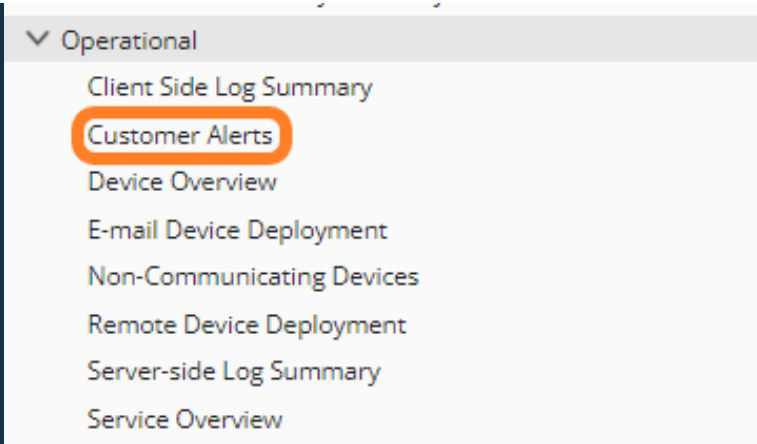 Operational
Client Side Log Summary
Customer Alerts
Device Overview
E-mail Device Deployment
Non-Communicating Devices
Remote Device Deployment
Server-side Log Summary
Service Overview